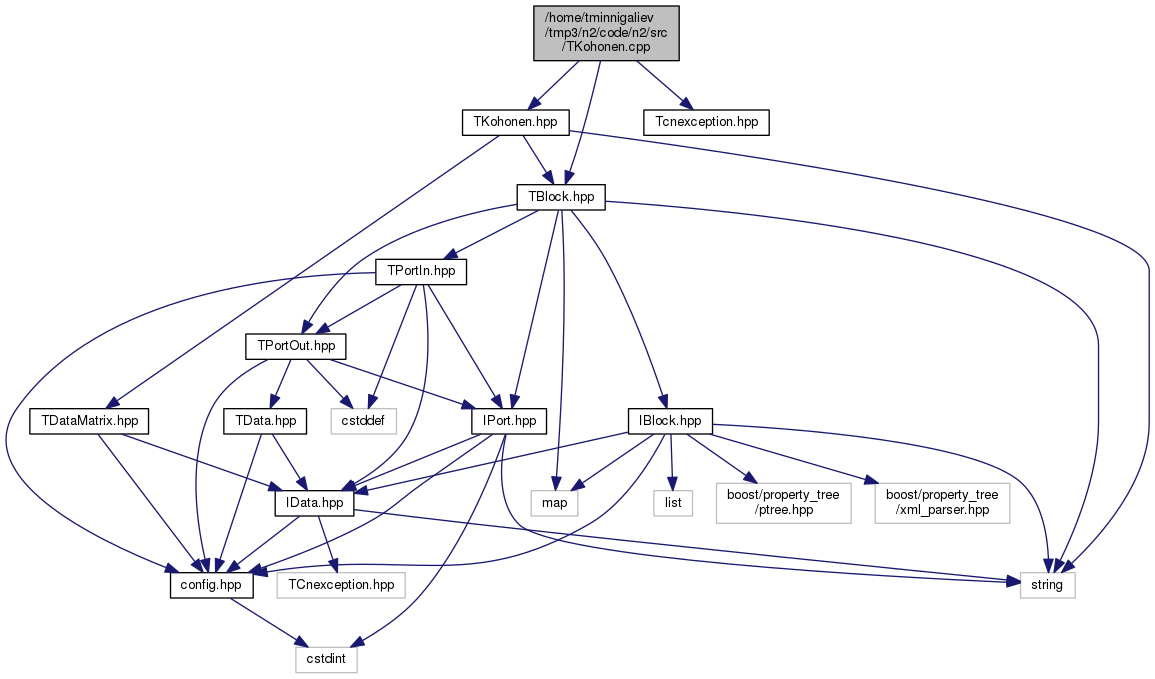 /home/tminnigaliev
/tmp3/n2/code/n2/src
/TKohonen.cpp
TKohonen.hpp
Tcnexception.hpp
TBlock.hpp
TPortIn.hpp
TPortOut.hpp
TDataMatrix.hpp
TData.hpp
cstddef
IPort.hpp
IBlock.hpp
IData.hpp
map
list
boost/property_tree
/ptree.hpp
boost/property_tree
/xml_parser.hpp
config.hpp
TCnexception.hpp
string
cstdint